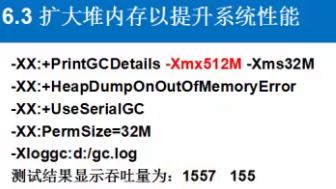 6.3 扩大堆内存以提升系统性能
-XX:+PrintGCDetails -Xmx512M -Xms32M
-XX:+HeapDumpOnOutOfMemoryError
-XX:+UseSerialGC
-XX:PermSize=32M
-Xloggc:d:/gc.log
测试结果显示吞吐量为： 1557 155